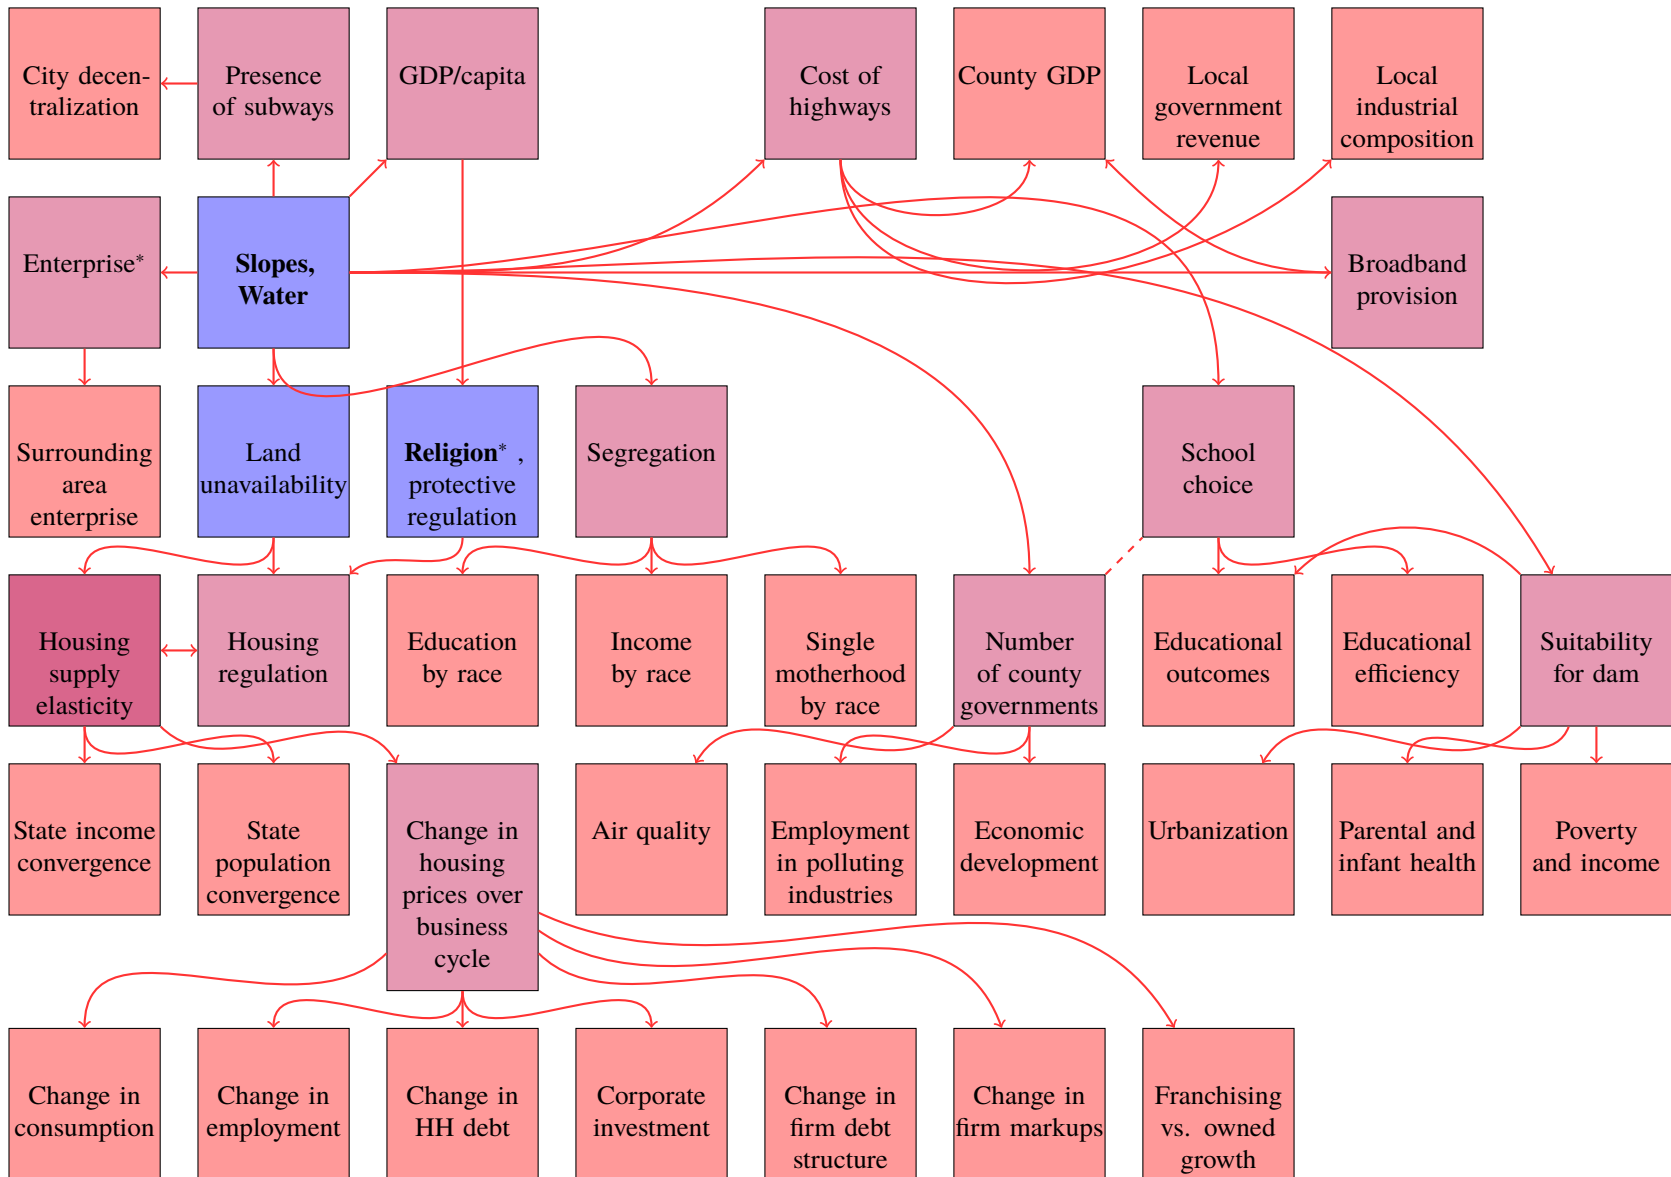 City decen-
tralization
Presence
of subways
GDP/capita
Cost of
highways
County GDP
Local
government
revenue
Local
industrial
composition
Enterprise*
Slopes,
Water
Broadband
provision
Surrounding
area
enterprise
Land
unavailability
Religion* ,
protective
regulation
Segregation
School
choice
Housing
supply
elasticity
Housing
regulation
Education
by race
Income
by race
Single
motherhood
by race
Number
of county
governments
Educational
outcomes
Educational
efficiency
Suitability
for dam
State income
convergence
State
population
convergence
Change in
housing
prices over
business
cycle
Air quality
Employment
in polluting
industries
Economic
development
Urbanization
Parental and
infant health
Poverty
and income
Change in
consumption
Change in
employment
Change in
HH debt
Corporate
investment
Change in
firm debt
structure
Change in
firm markups
Franchising
vs. owned
growth